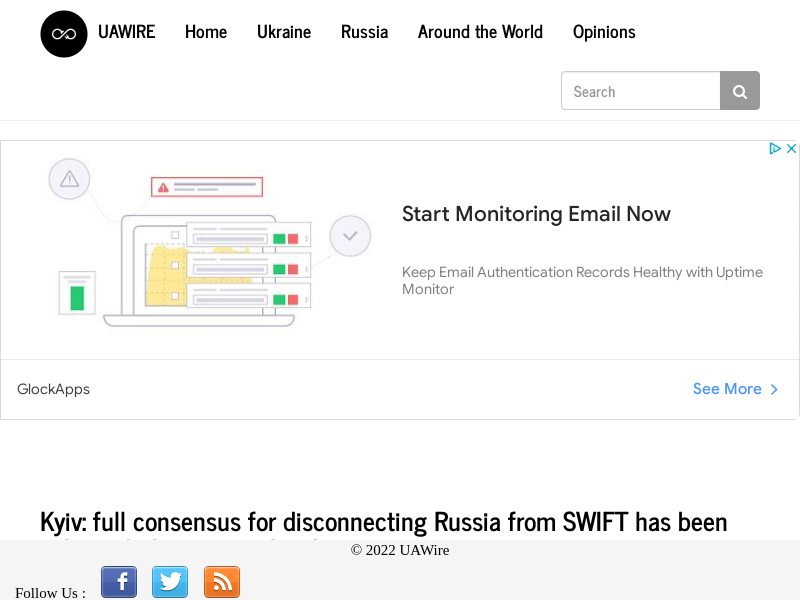 UAWIRE Home Ukraine Russia Around the World Opinions
Search
Start Monitoring Email Now
Keep Email Authentication Records Healthy with Uptime
Monitor
GlockApps
See More
Kyiv: full consensus for disconnecting Russia from SWIFT has been
© 2022 UAWire
Follow Us :